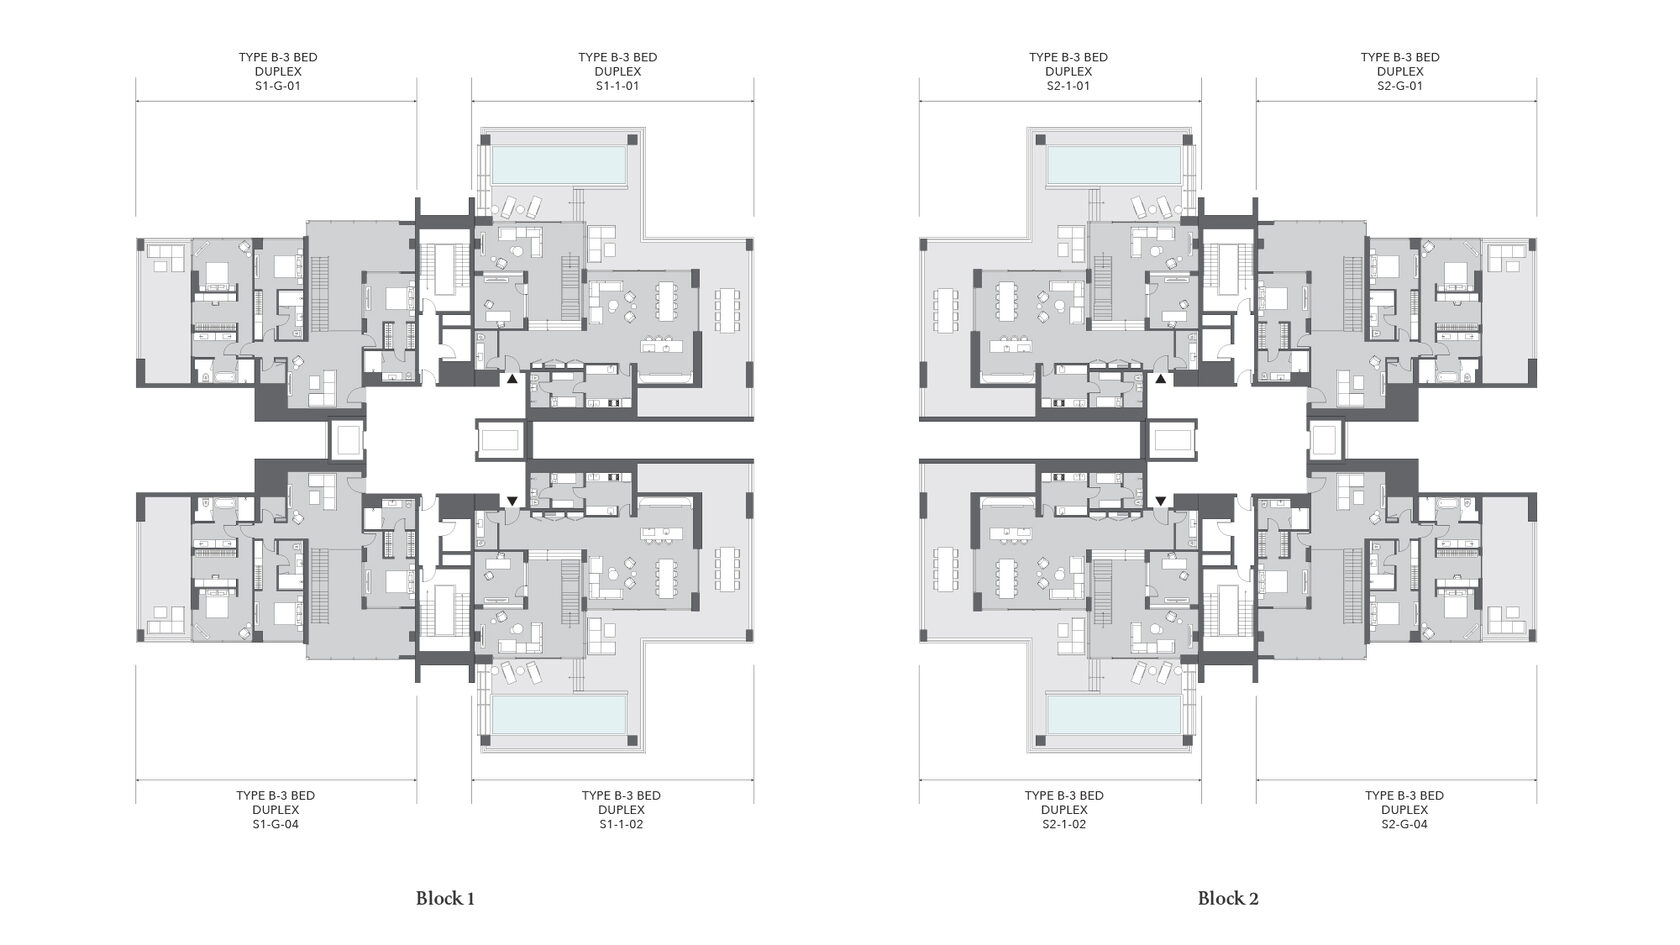 TYPE B-3 BED
DUPLEX
S1-G-01
TYPE B-3 BED
DUPLEX
S1-1-01
TYPE B-3 BED
DUPLEX
S2-1-01
TYPE B-3 BED
DUPLEX
S2-G-01
TYPE B-3 BED
DUPLEX
S1-G-04
TYPE B-3 BED
DUPLEX
S1-1-02
TYPE B-3 BED
DUPLEX
S2-1-02
TYPE B-3 BED
DUPLEX
S2-G-04
Block 1
Block 2